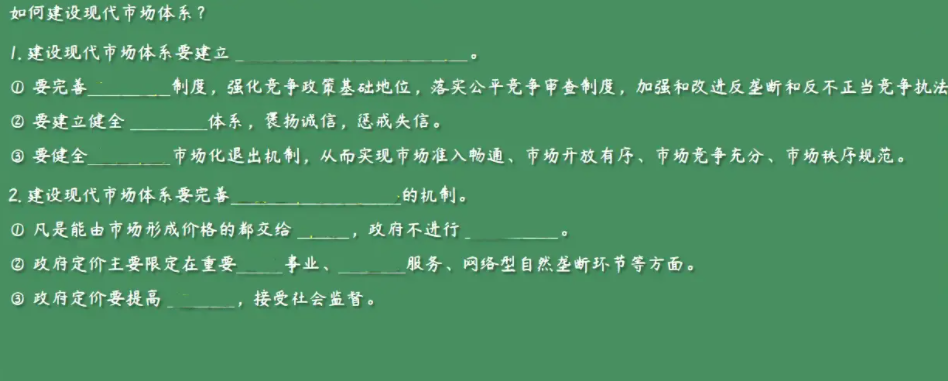 如何建设现代市场体系？
1. 建设现代市场体系要建立 ____________________。
① 要完善________制度，强化竞争政策基础地位，落实公平竞争审查制度，加强和改进反垄断和反不正当竞争执法
② 要建立健全 ________体系，褒扬诚信，惩戒失信。
③ 要健全________市场化退出机制，从而实现市场准入畅通、市场开放有序、市场竞争充分、市场秩序规范。
2. 建设现代市场体系要完善________________的机制。
① 凡是能由市场形成价格的都交给 _____，政府不进行 _________。
② 政府定价主要限定在重要____事业、______服务、网络型自然垄断环节等方面。
③ 政府定价要提高 ______，接受社会监督。